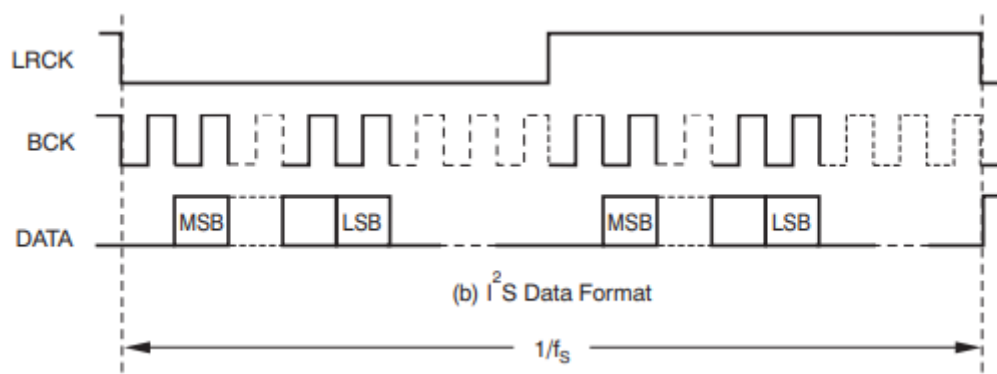 LRCK
BCK
DATA MSB LSB MSB LSB
(b) I²S Data Format
1/fS